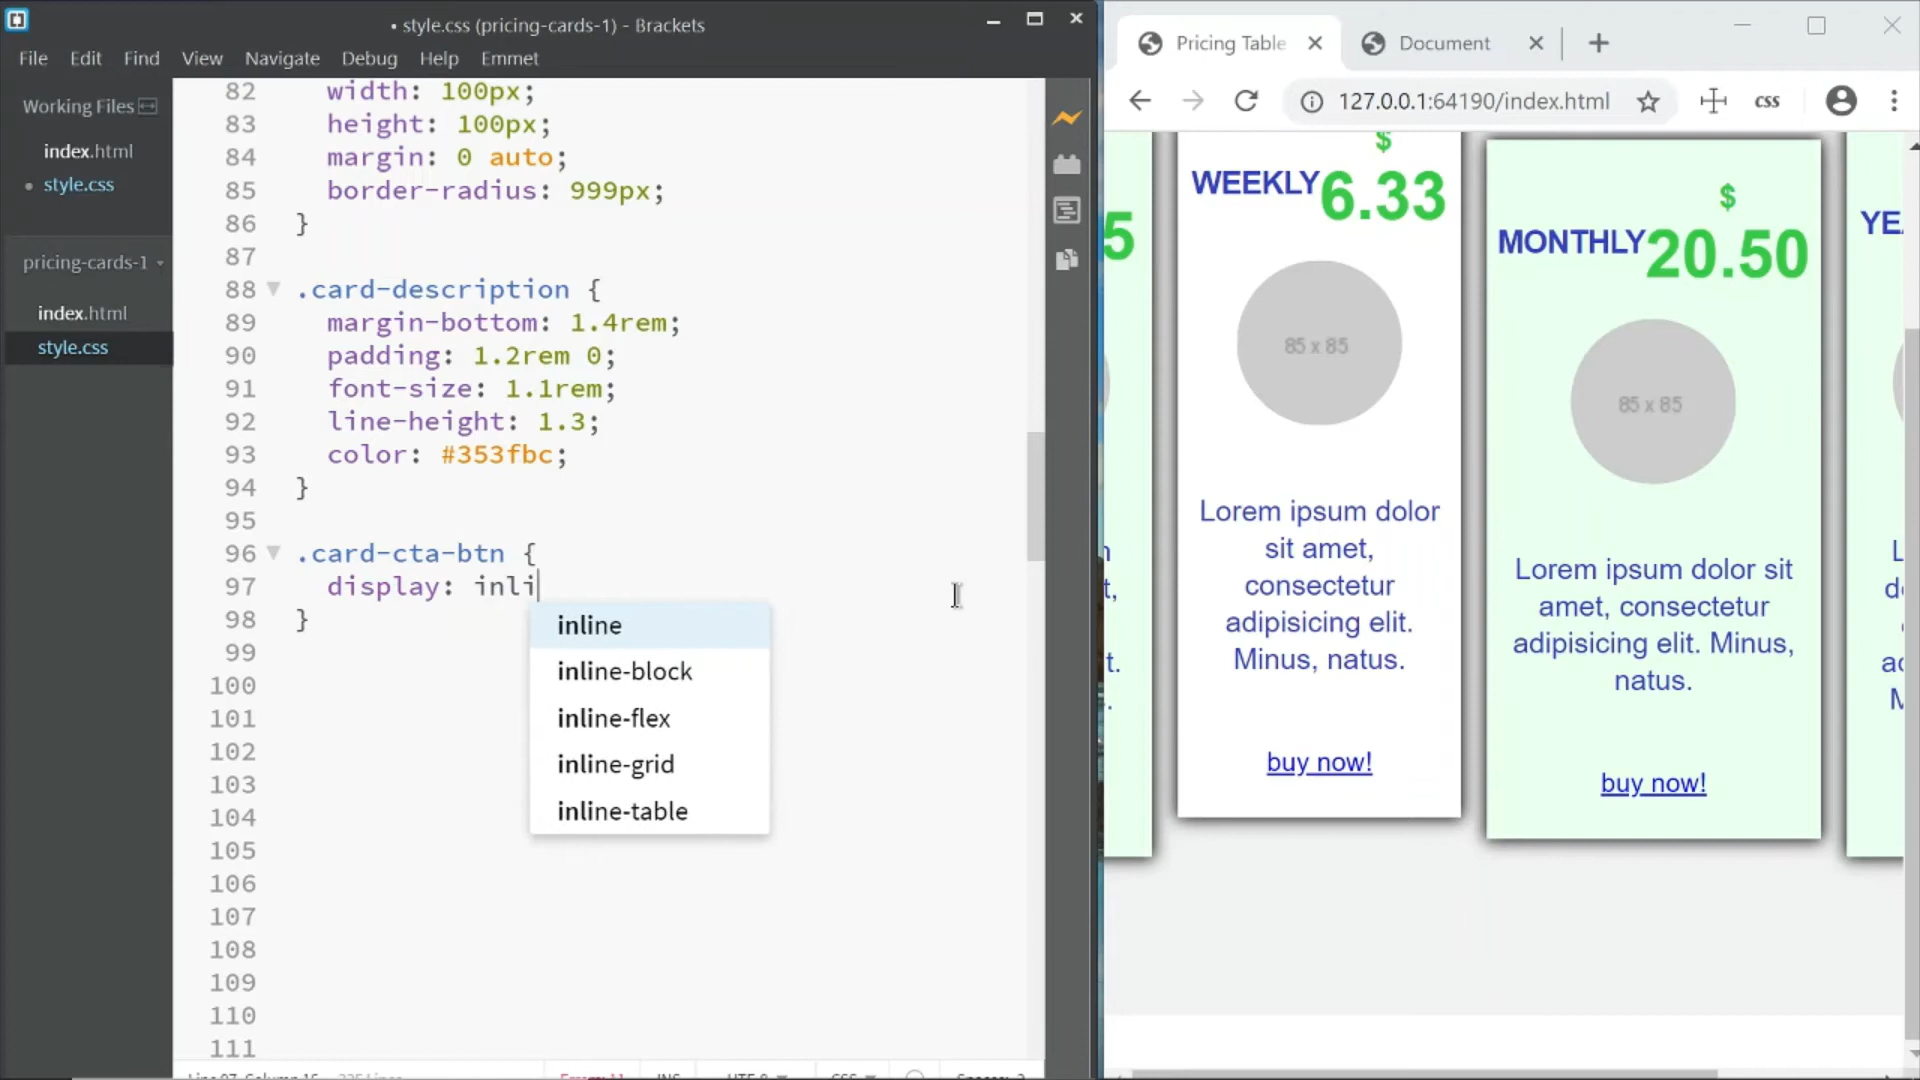 • style.css (pricing-cards-1) - Brackets
File Edit Find View Navigate Debug Help Emmet
Working Files
index.html
style.css
pricing-cards-1
index.html
style.css
82 width: 100px;
83 height: 100px;
84 margin: 0 auto;
85 border-radius: 999px;
86 }
87
88 .card-description {
89 margin-bottom: 1.4rem;
90 padding: 1.2rem 0;
91 font-size: 1.1rem;
92 line-height: 1.3;
93 color: #353fbc;
94 }
95
96 .card-cta-btn {
97 display: inli
98 }
99
100
101
102
103
104
105
106
107
108
109
110
111
inline
inline-block
inline-flex
inline-grid
inline-table
Pricing Table
Document
127.0.0.1:64190/index.html
css
5
$
WEEKLY 6.33
85 x 85
Lorem ipsum dolor
sit amet,
consectetur
adipisicing elit.
Minus, natus.
buy now!
$
MONTHLY 20.50
85 x 85
Lorem ipsum dolor sit
amet, consectetur
adipisicing elit. Minus,
natus.
buy now!